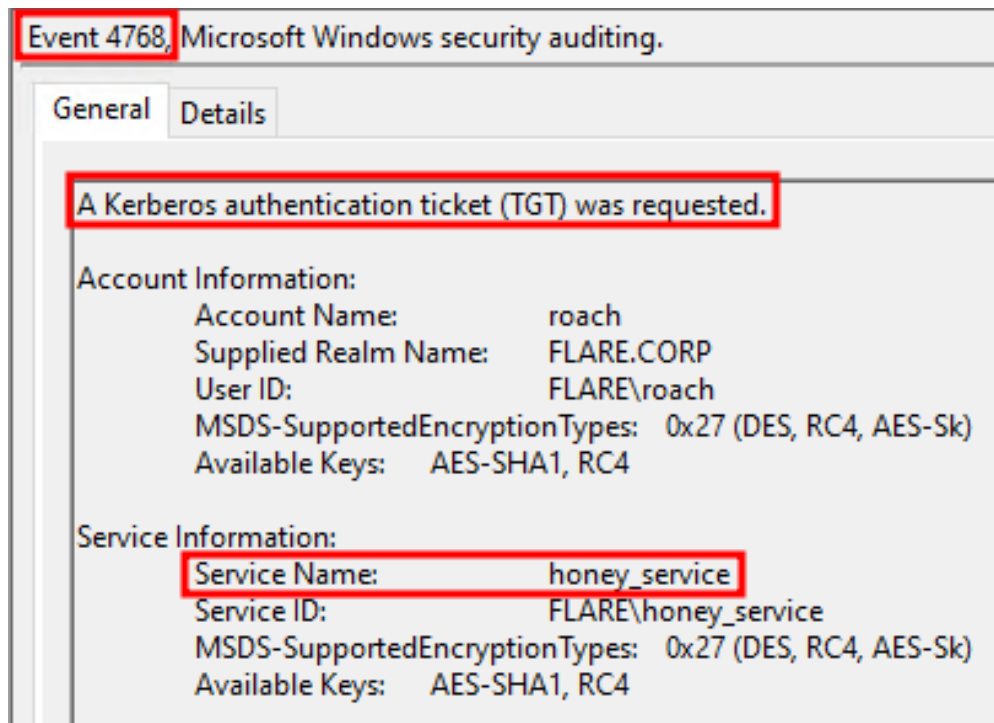 Event 4768, Microsoft Windows security auditing.
General Details
A Kerberos authentication ticket (TGT) was requested.
Account Information:
Account Name: roach
Supplied Realm Name: FLARE.CORP
User ID: FLARE\roach
MSDS-SupportedEncryptionTypes: 0x27 (DES, RC4, AES-Sk)
Available Keys: AES-SHA1, RC4
Service Information:
Service Name: honey_service
Service ID: FLARE\honey_service
MSDS-SupportedEncryptionTypes: 0x27 (DES, RC4, AES-Sk)
Available Keys: AES-SHA1, RC4